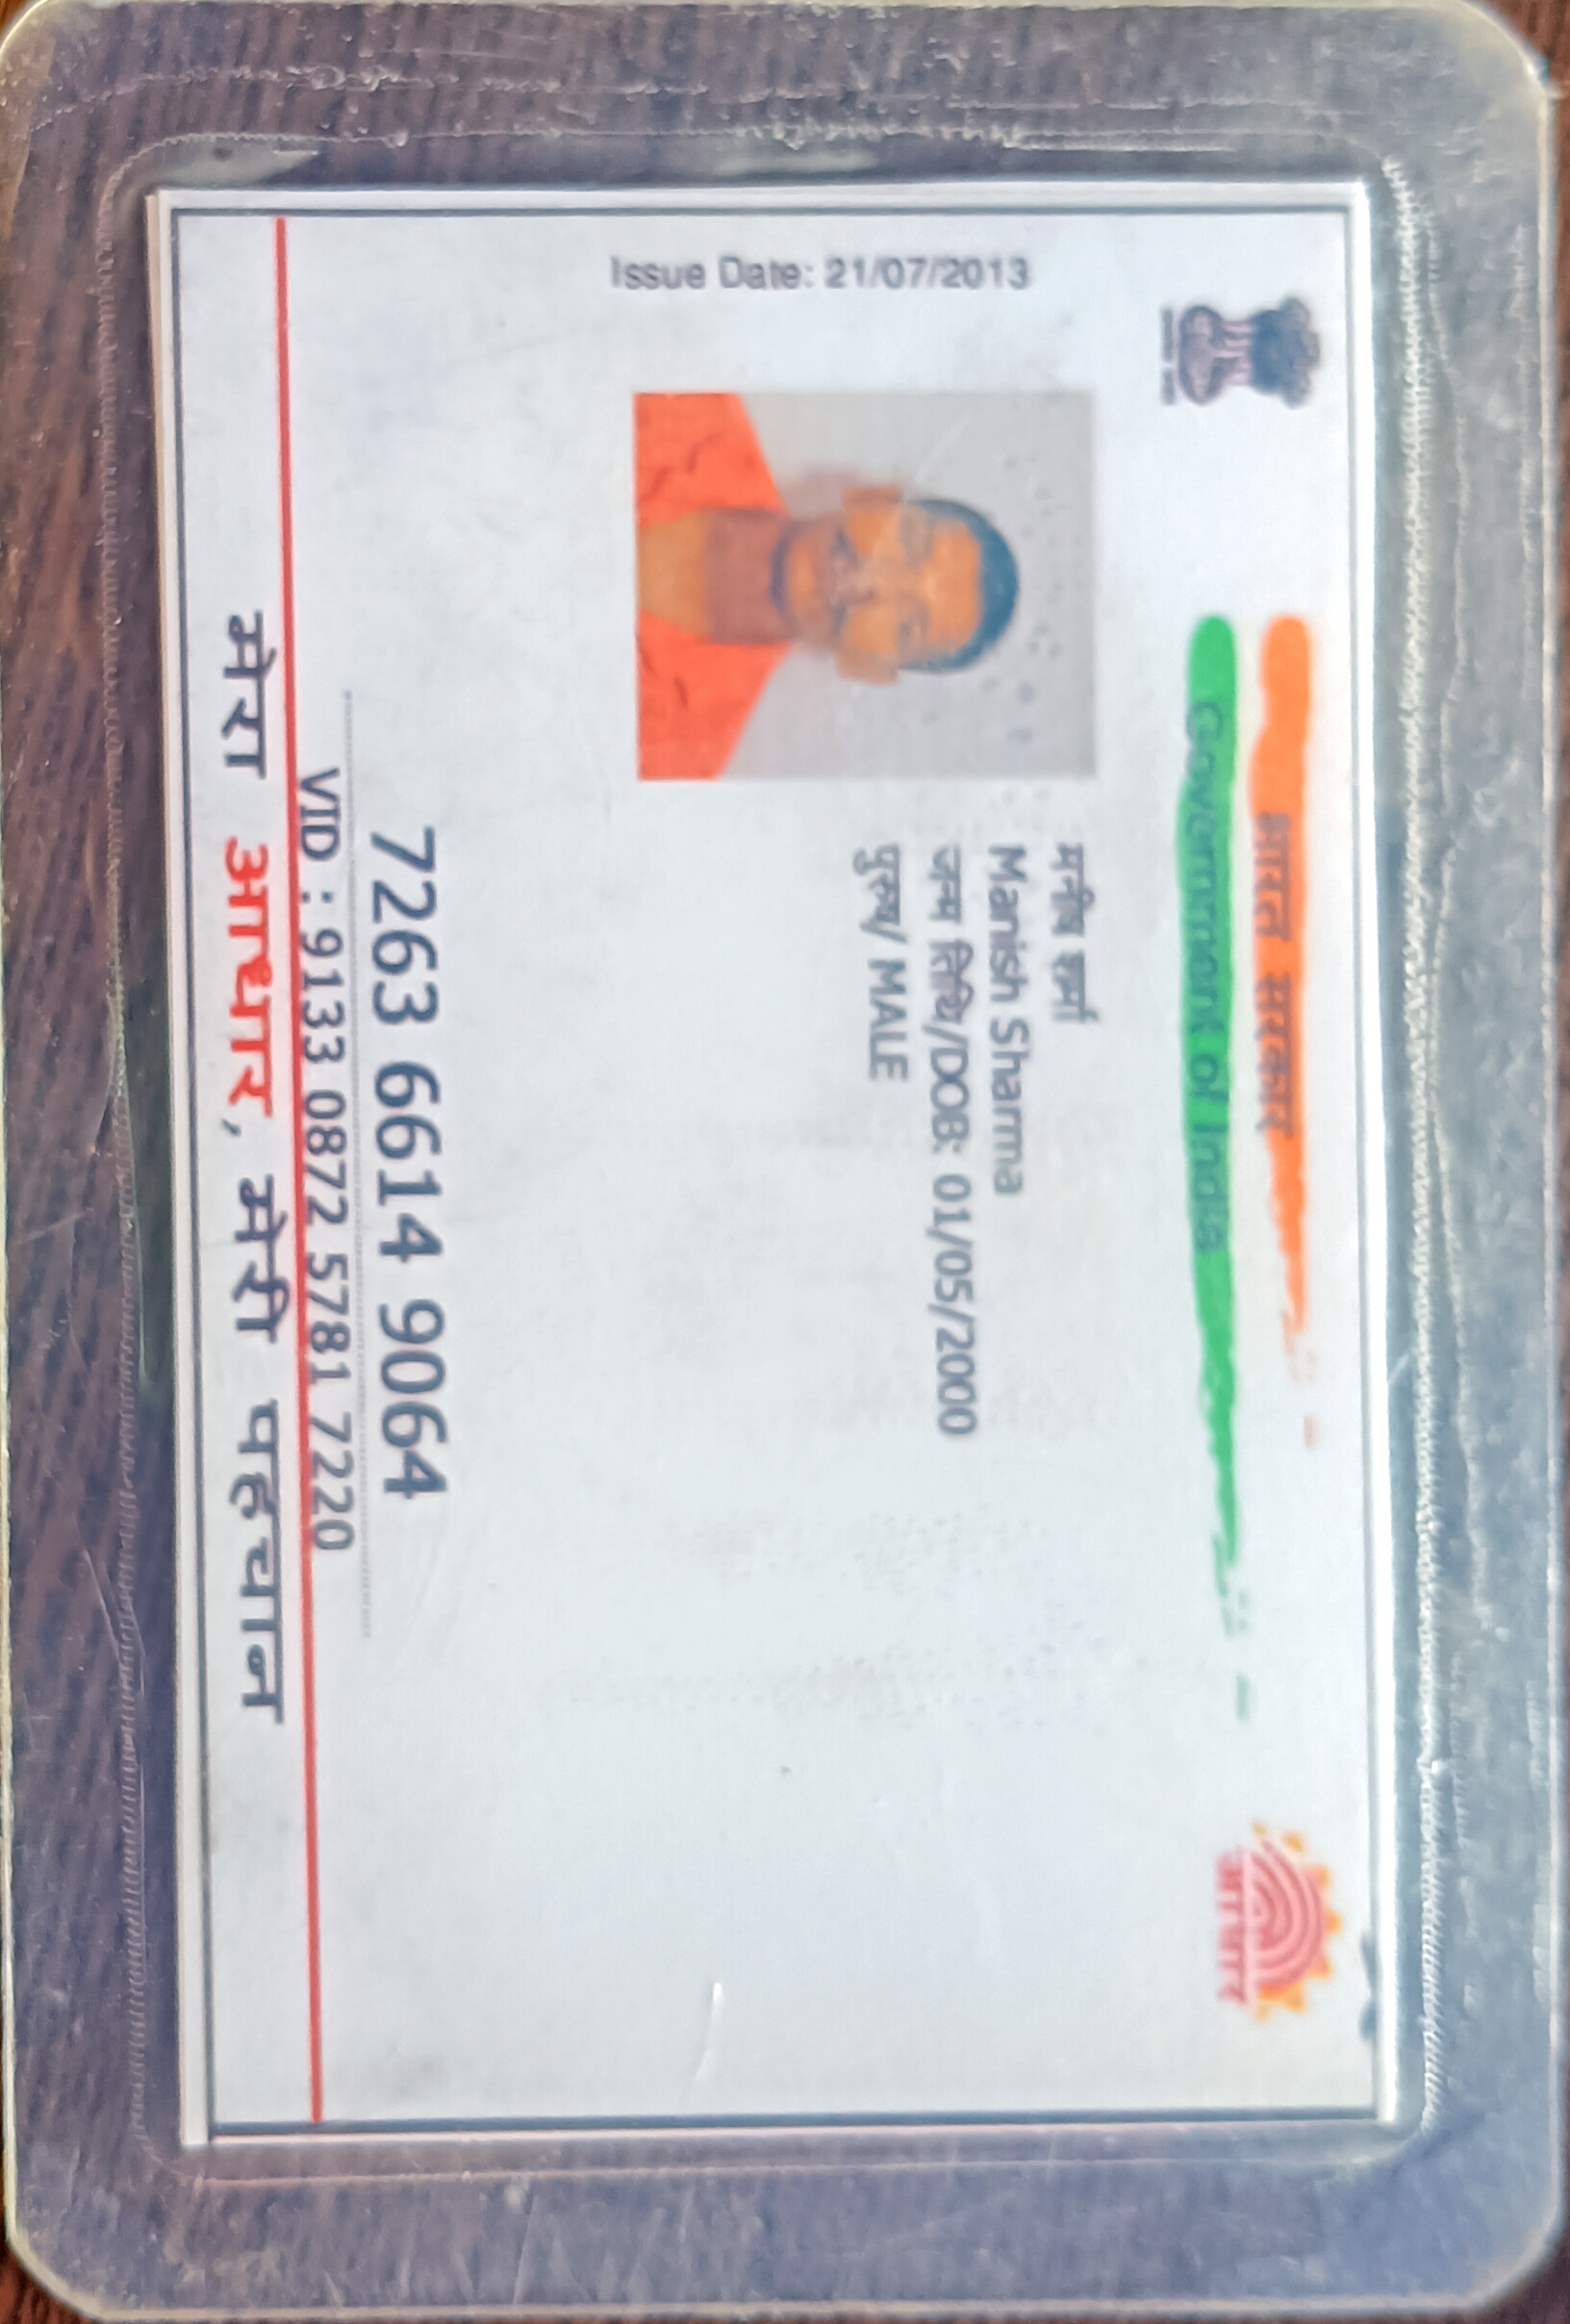 भारत सरकार
Government of India
Issue Date: 21/07/2013
मनीष शर्मा
Manish Sharma
जन्म तिथि/DOB: 01/05/2000
पुरुष/ MALE
7263 6614 9064
VID : 9133 0872 5781 7220
मेरा आधार, मेरी पहचान
आधार